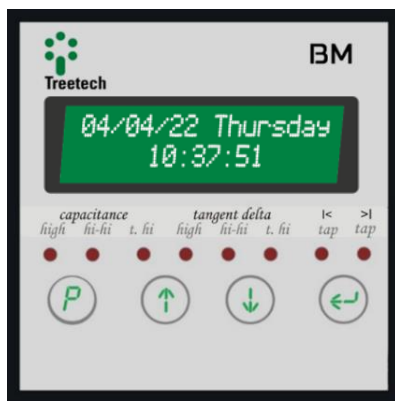 BM
Treetech
04/04/22 Thursday
10:37:51
capacitance tangent delta |< >|
high hi-hi t. hi high hi-hi t. hi tap tap
P